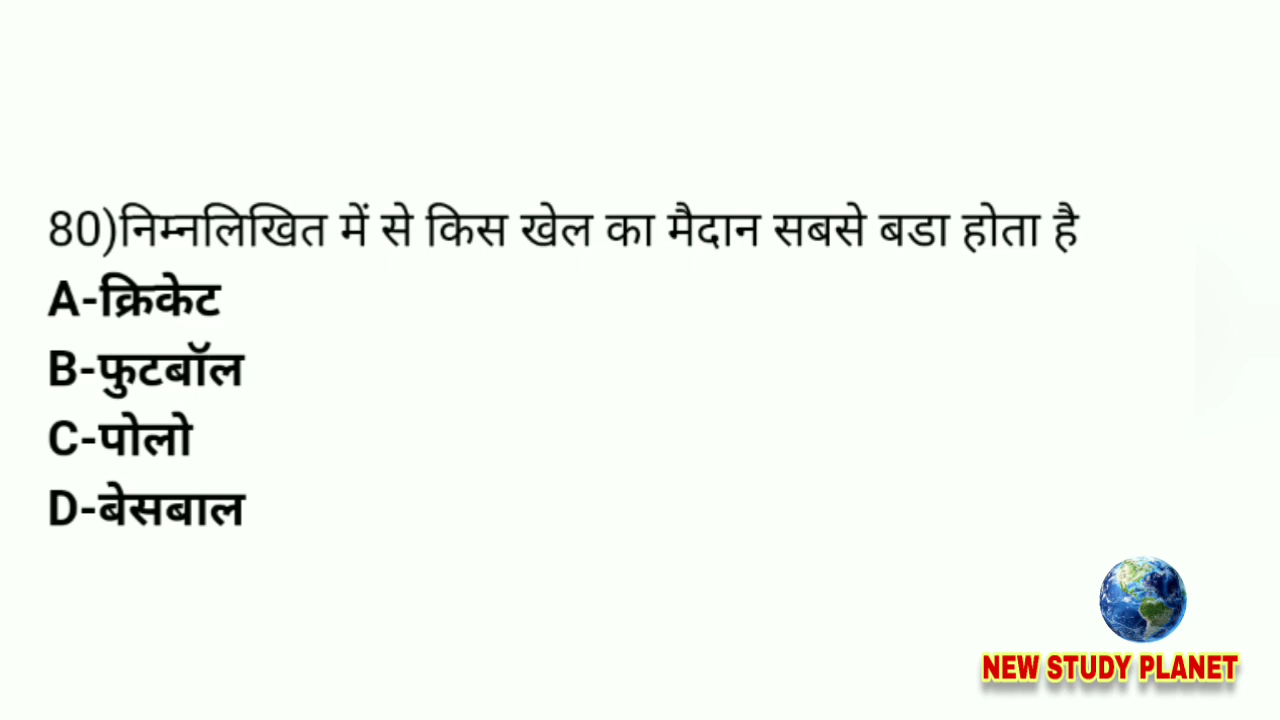 80)निम्नलिखित में से किस खेल का मैदान सबसे बडा होता है
A-क्रिकेट
B-फुटबॉल
C-पोलो
D-बेसबाल
NEW STUDY PLANET